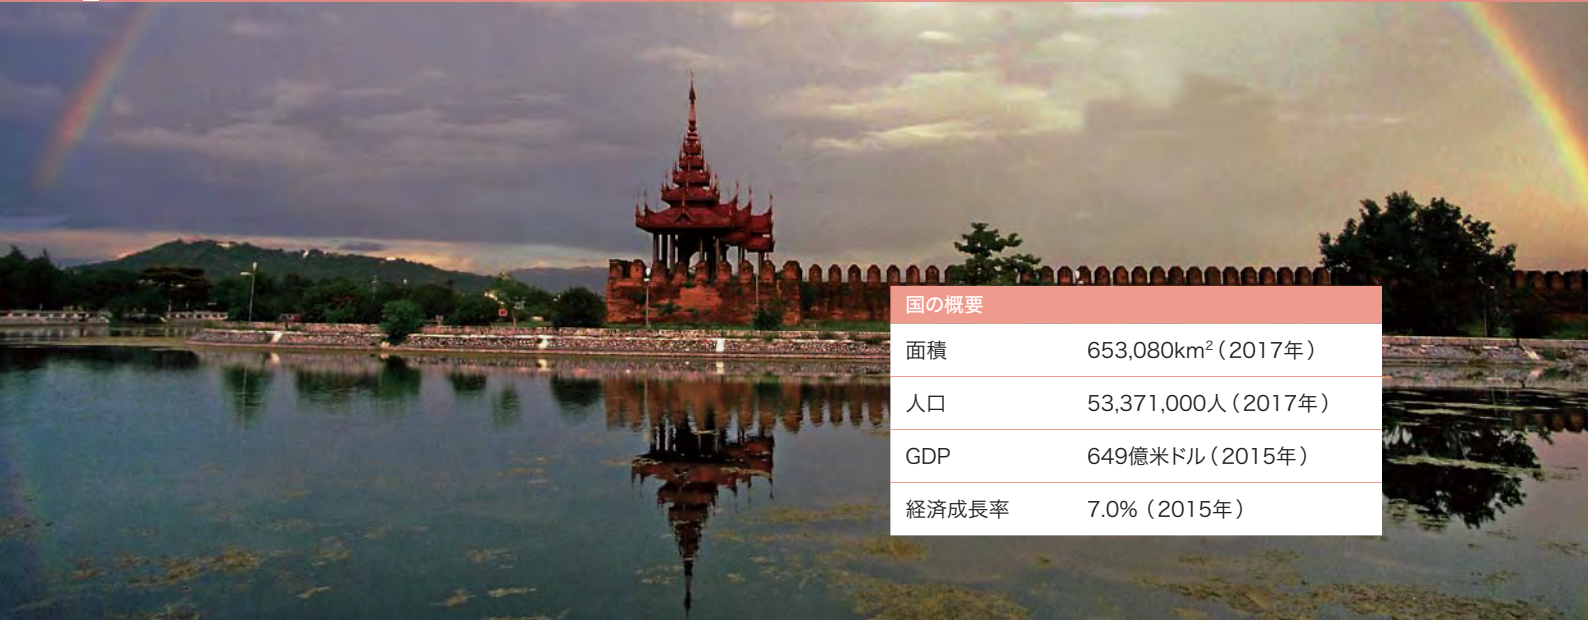 国の概要
面積 653,080km²（2017年）
人口 53,371,000人（2017年）
GDP 649億米ドル（2015年）
経済成長率 7.0%（2015年）